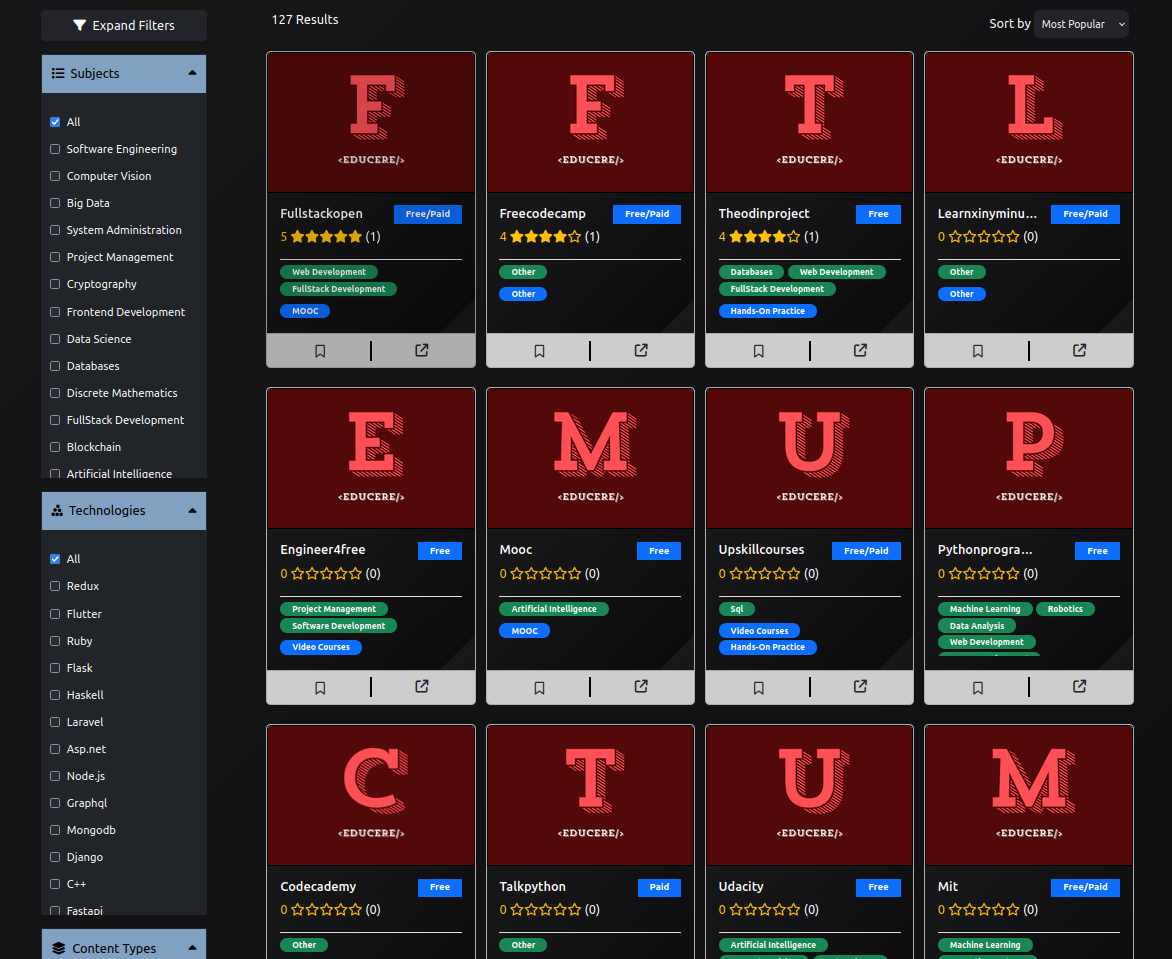 Expand Filters
Subjects
All
Software Engineering
Computer Vision
Big Data
System Administration
Project Management
Cryptography
Frontend Development
Data Science
Databases
Discrete Mathematics
FullStack Development
Blockchain
Artificial Intelligence
Technologies
All
Redux
Flutter
Ruby
Flask
Haskell
Laravel
Asp.net
Node.js
Graphql
Mongodb
Django
C++
Fastapi
Content Types
127 Results
Sort by Most Popular
F
<EDUCERE/>
Fullstackopen Free/Paid
5 (1)
Web Development
FullStack Development
MOOC
F
<EDUCERE/>
Freecodecamp Free/Paid
4 (1)
Other
Other
T
<EDUCERE/>
Theodinproject Free
4 (1)
Databases Web Development
FullStack Development
Hands-On Practice
L
<EDUCERE/>
Learnxinyminu... Free/Paid
0 (0)
Other
Other
E
<EDUCERE/>
Engineer4free Free
0 (0)
Project Management
Software Development
Video Courses
M
<EDUCERE/>
Mooc Free
0 (0)
Artificial Intelligence
MOOC
U
<EDUCERE/>
Upskillcourses Free/Paid
0 (0)
Sql
Video Courses
Hands-On Practice
P
<EDUCERE/>
Pythonprogra... Free
0 (0)
Machine Learning Robotics
Data Analysis
Web Development
C
<EDUCERE/>
Codecademy Free
0 (0)
Other
T
<EDUCERE/>
Talkpython Paid
0 (0)
Other
U
<EDUCERE/>
Udacity Free
0 (0)
Artificial Intelligence
M
<EDUCERE/>
Mit Free/Paid
0 (0)
Machine Learning